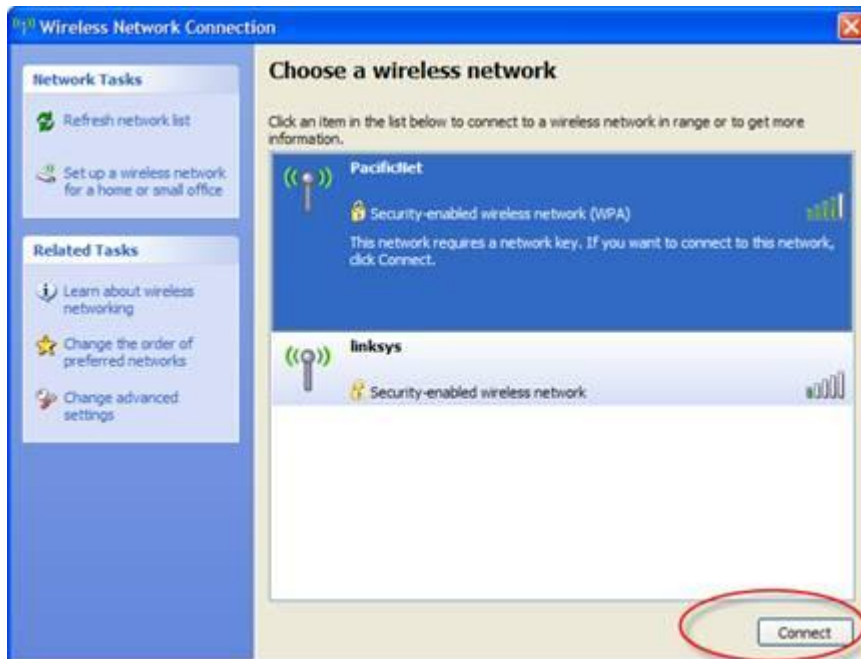 Wireless Network Connection
Network Tasks
Refresh network list
Set up a wireless network
for a home or small office
Related Tasks
Learn about wireless
networking
Change the order of
preferred networks
Change advanced
settings
Choose a wireless network
Click an item in the list below to connect to a wireless network in range or to get more
information.
PacificNet
Security-enabled wireless network (WPA)
This network requires a network key. If you want to connect to this network,
click Connect.
linksys
Security-enabled wireless network
Connect